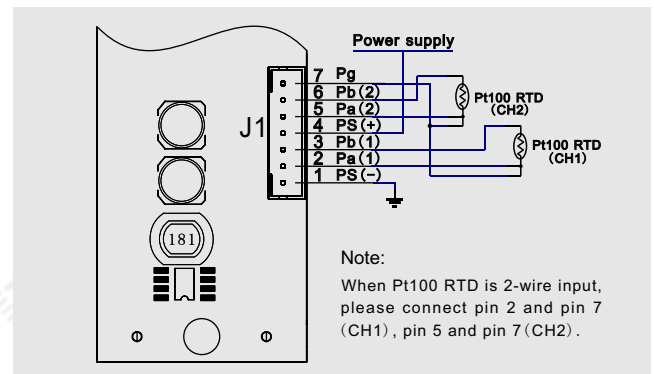 Power supply
7 Pg
6 Pb(2)
5 Pa(2)
4 PS(+)
3 Pb(1)
2 Pa(1)
1 PS(−)
J1
Pt100 RTD
(CH2)
Pt100 RTD
(CH1)
181
Note:
When Pt100 RTD is 2-wire input,
please connect pin 2 and pin 7
(CH1), pin 5 and pin 7(CH2).